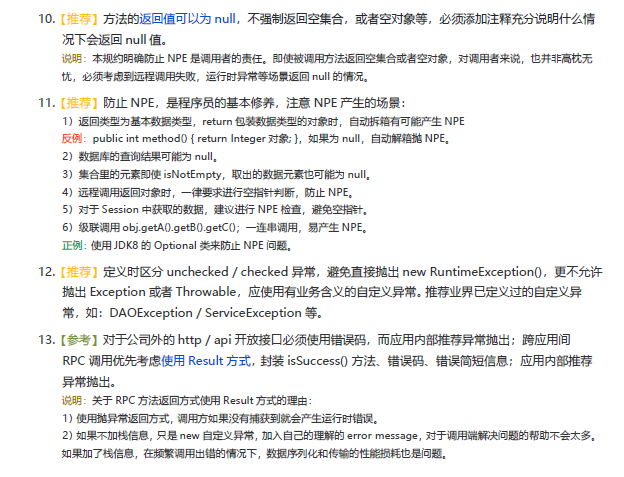 10.【推荐】方法的返回值可以为 null，不强制返回空集合，或者空对象等，必须添加注释充分说明什么情
况下会返回 null 值。
说明：本规约明确防止 NPE 是调用者的责任。即使被调用方法返回空集合或者空对象，对调用者来说，也并非高枕无
忧，必须考虑到远程调用失败，运行时异常等场景返回 null 的情况。
11.【推荐】防止 NPE，是程序员的基本修养，注意 NPE 产生的场景：
1）返回类型为基本数据类型，return 包装数据类型的对象时，自动拆箱有可能产生 NPE
反例：public int method() { return Integer 对象; }，如果为 null，自动解箱抛 NPE。
2）数据库的查询结果可能为 null。
3）集合里的元素即使 isNotEmpty，取出的数据元素也可能为 null。
4）远程调用返回对象时，一律要求进行空指针判断，防止 NPE。
5）对于 Session 中获取的数据，建议进行 NPE 检查，避免空指针。
6）级联调用 obj.getA().getB().getC()；一连串调用，易产生 NPE。
正例：使用 JDK8 的 Optional 类来防止 NPE 问题。
12.【推荐】定义时区分 unchecked / checked 异常，避免直接抛出 new RuntimeException()，更不允许
抛出 Exception 或者 Throwable，应使用有业务含义的自定义异常。推荐业界已定义过的自定义异
常，如：DAOException / ServiceException 等。
13.【参考】对于公司外的 http / api 开放接口必须使用错误码，而应用内部推荐异常抛出；跨应用间
RPC 调用优先考虑使用 Result 方式，封装 isSuccess() 方法、错误码、错误简短信息；应用内部推荐
异常抛出。
说明：关于 RPC 方法返回方式使用 Result 方式的理由：
1）使用抛异常返回方式，调用方如果没有捕获到就会产生运行时错误。
2）如果不加栈信息，只是 new 自定义异常，加入自己的理解的 error message，对于调用端解决问题的帮助不会太多。
如果加了栈信息，在频繁调用出错的情况下，数据序列化和传输的性能损耗也是问题。